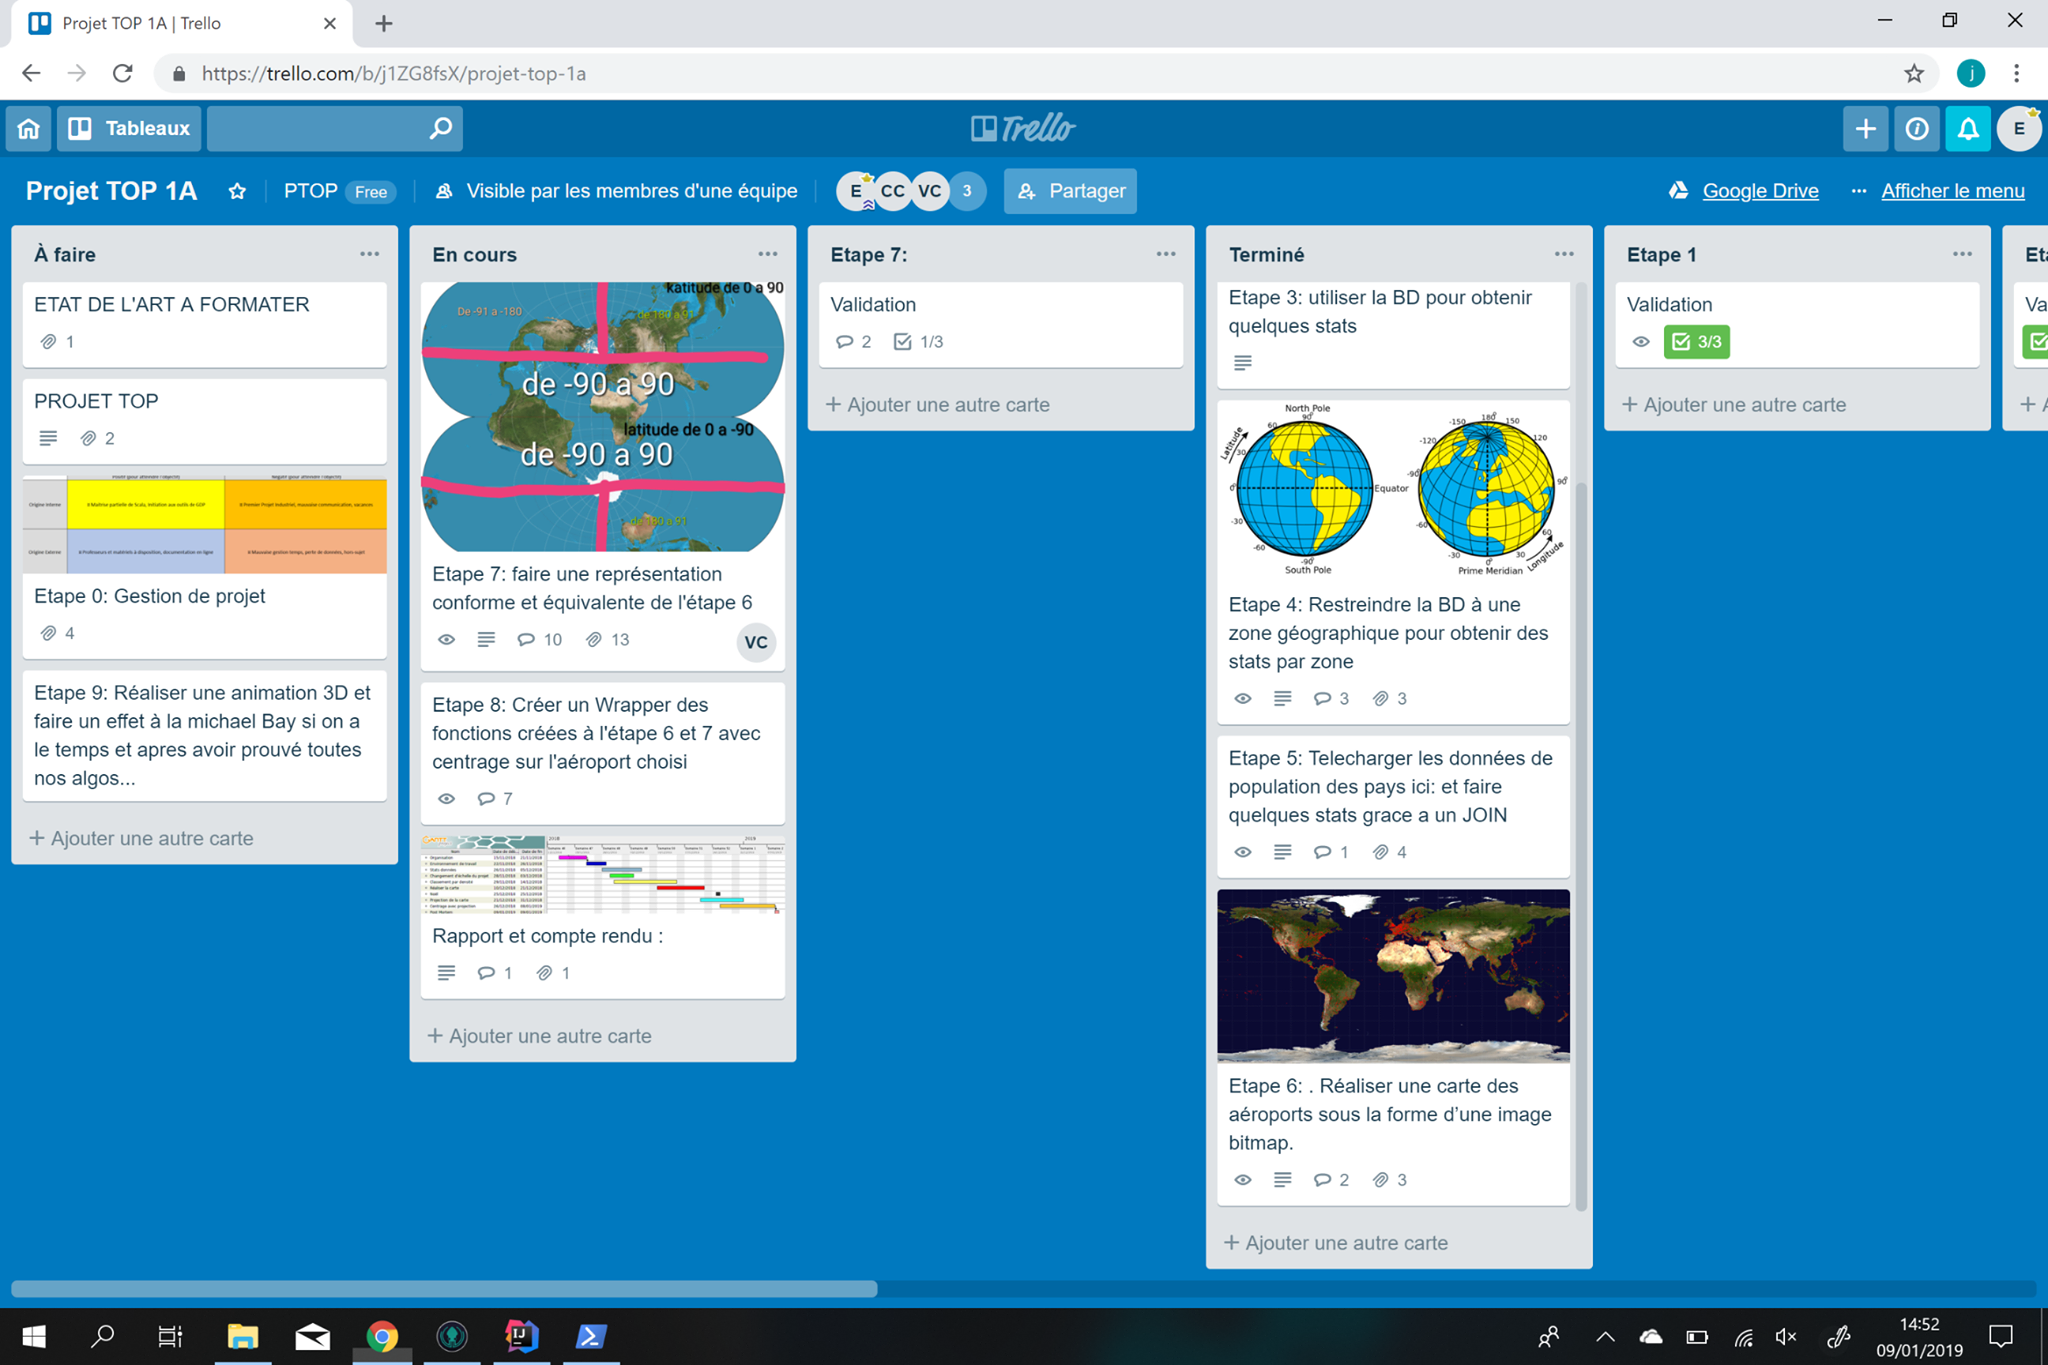 Projet TOP 1A | Trello
https://trello.com/b/j1ZG8fsX/projet-top-1a
j
Tableaux
Trello
E
Projet TOP 1A
PTOP Free
Visible par les membres d'une équipe
E CC VC 3
Partager
Google Drive
Afficher le menu
À faire
ETAT DE L'ART A FORMATER
1
PROJET TOP
2
Origine Interne
Origine Externe
Etape 0: Gestion de projet
4
Etape 9: Réaliser une animation 3D et
faire un effet à la michael Bay si on a
le temps et apres avoir prouvé toutes
nos algos...
+ Ajouter une autre carte
En cours
katitude de 0 a 90
De -91 a -180
de 180 a 91
de -90 a 90
latitude de 0 a -90
de -90 a 90
de 180 a 91
Etape 7: faire une représentation
conforme et équivalente de l'étape 6
10 13
VC
Etape 8: Créer un Wrapper des
fonctions créées à l'étape 6 et 7 avec
centrage sur l'aéroport choisi
7
Rapport et compte rendu :
1 1
+ Ajouter une autre carte
Etape 7:
Validation
2 1/3
+ Ajouter une autre carte
Terminé
Etape 3: utiliser la BD pour obtenir
quelques stats
North Pole
Latitude
Equator
South Pole
Prime Meridian
Longitude
Etape 4: Restreindre la BD à une
zone géographique pour obtenir des
stats par zone
3 3
Etape 5: Telecharger les données de
population des pays ici: et faire
quelques stats grace a un JOIN
1 4
Etape 6: . Réaliser une carte des
aéroports sous la forme d’une image
bitmap.
2 3
+ Ajouter une autre carte
Etape 1
Validation
3/3
+ Ajouter une autre carte
Eta
Va
14:52
09/01/2019